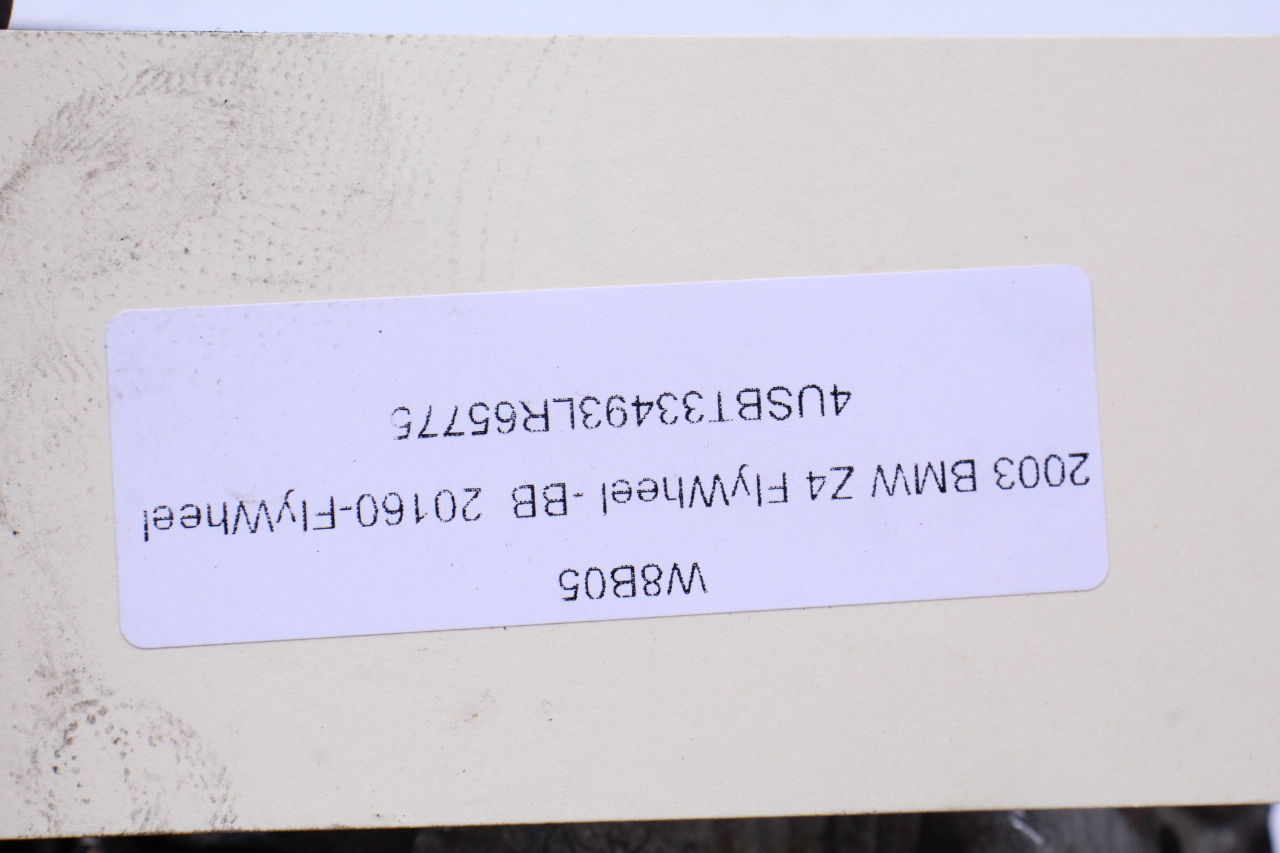 W8B05
2003 BMW Z4 FlyWheel -BB 20160-FlyWheel
4USBT33493LR65775